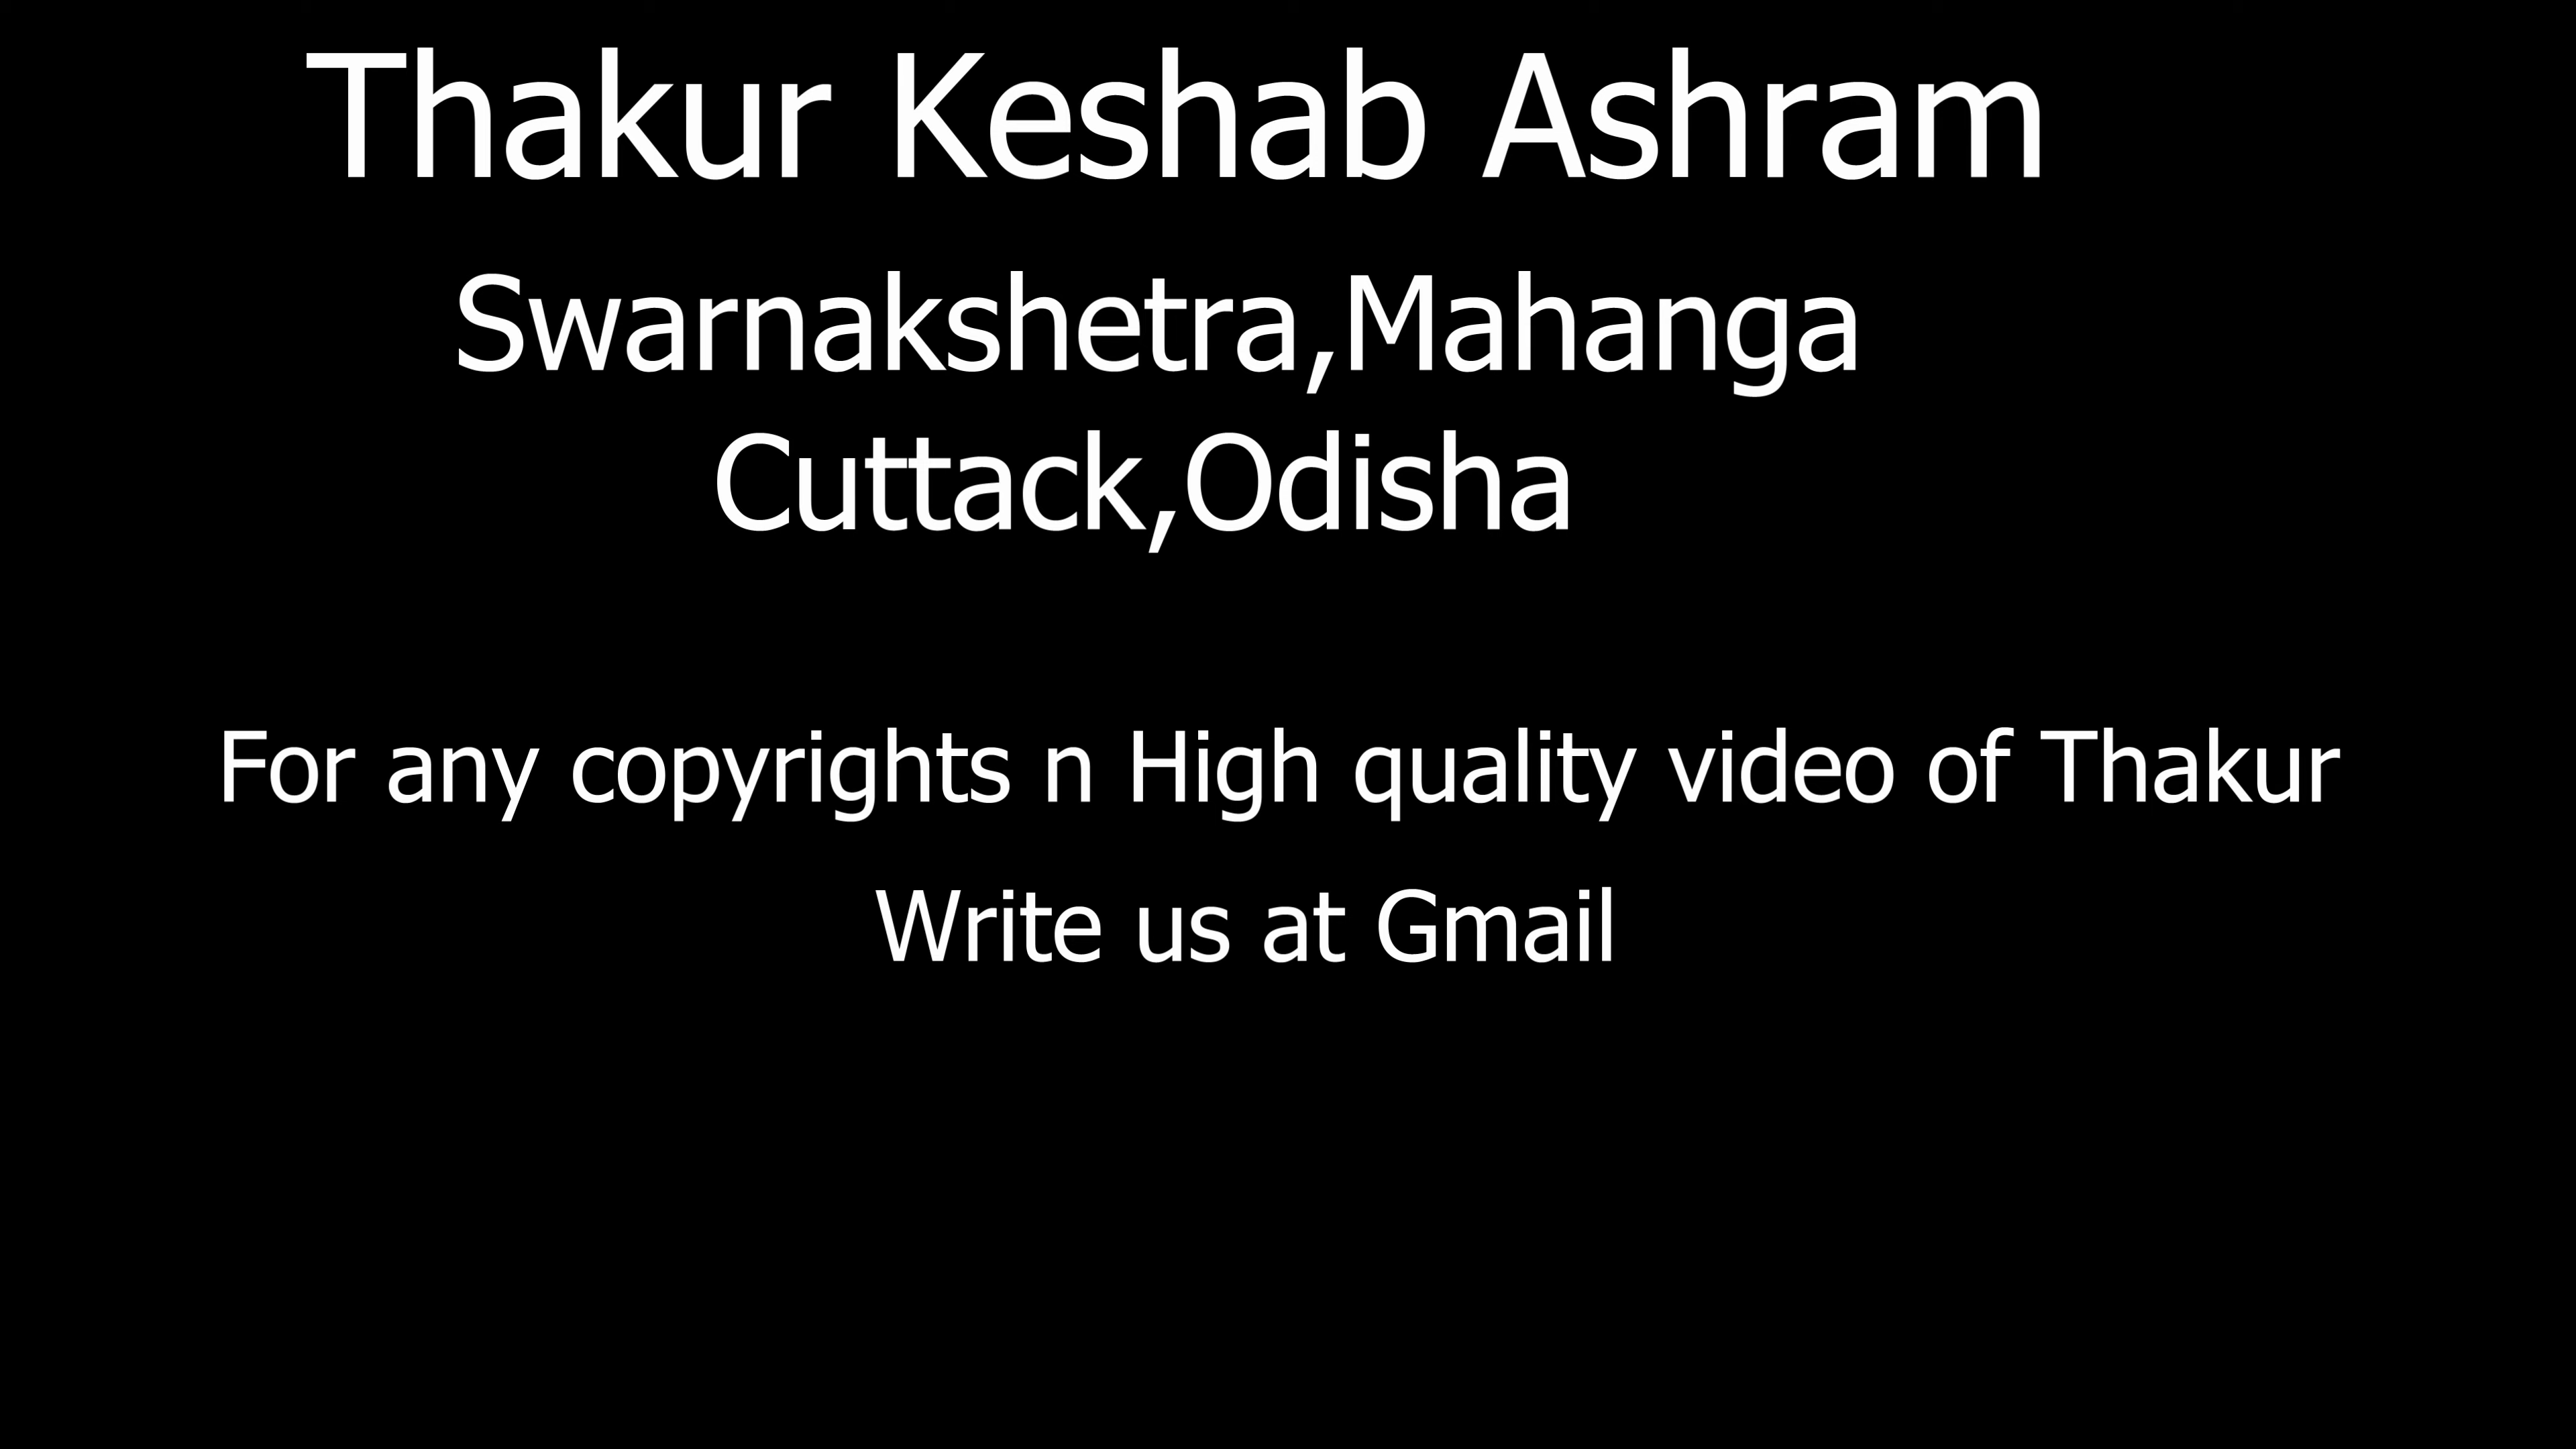 Thakur Keshab Ashram
Swarnakshetra,Mahanga
Cuttack,Odisha
For any copyrights n High quality video of Thakur
Write us at Gmail